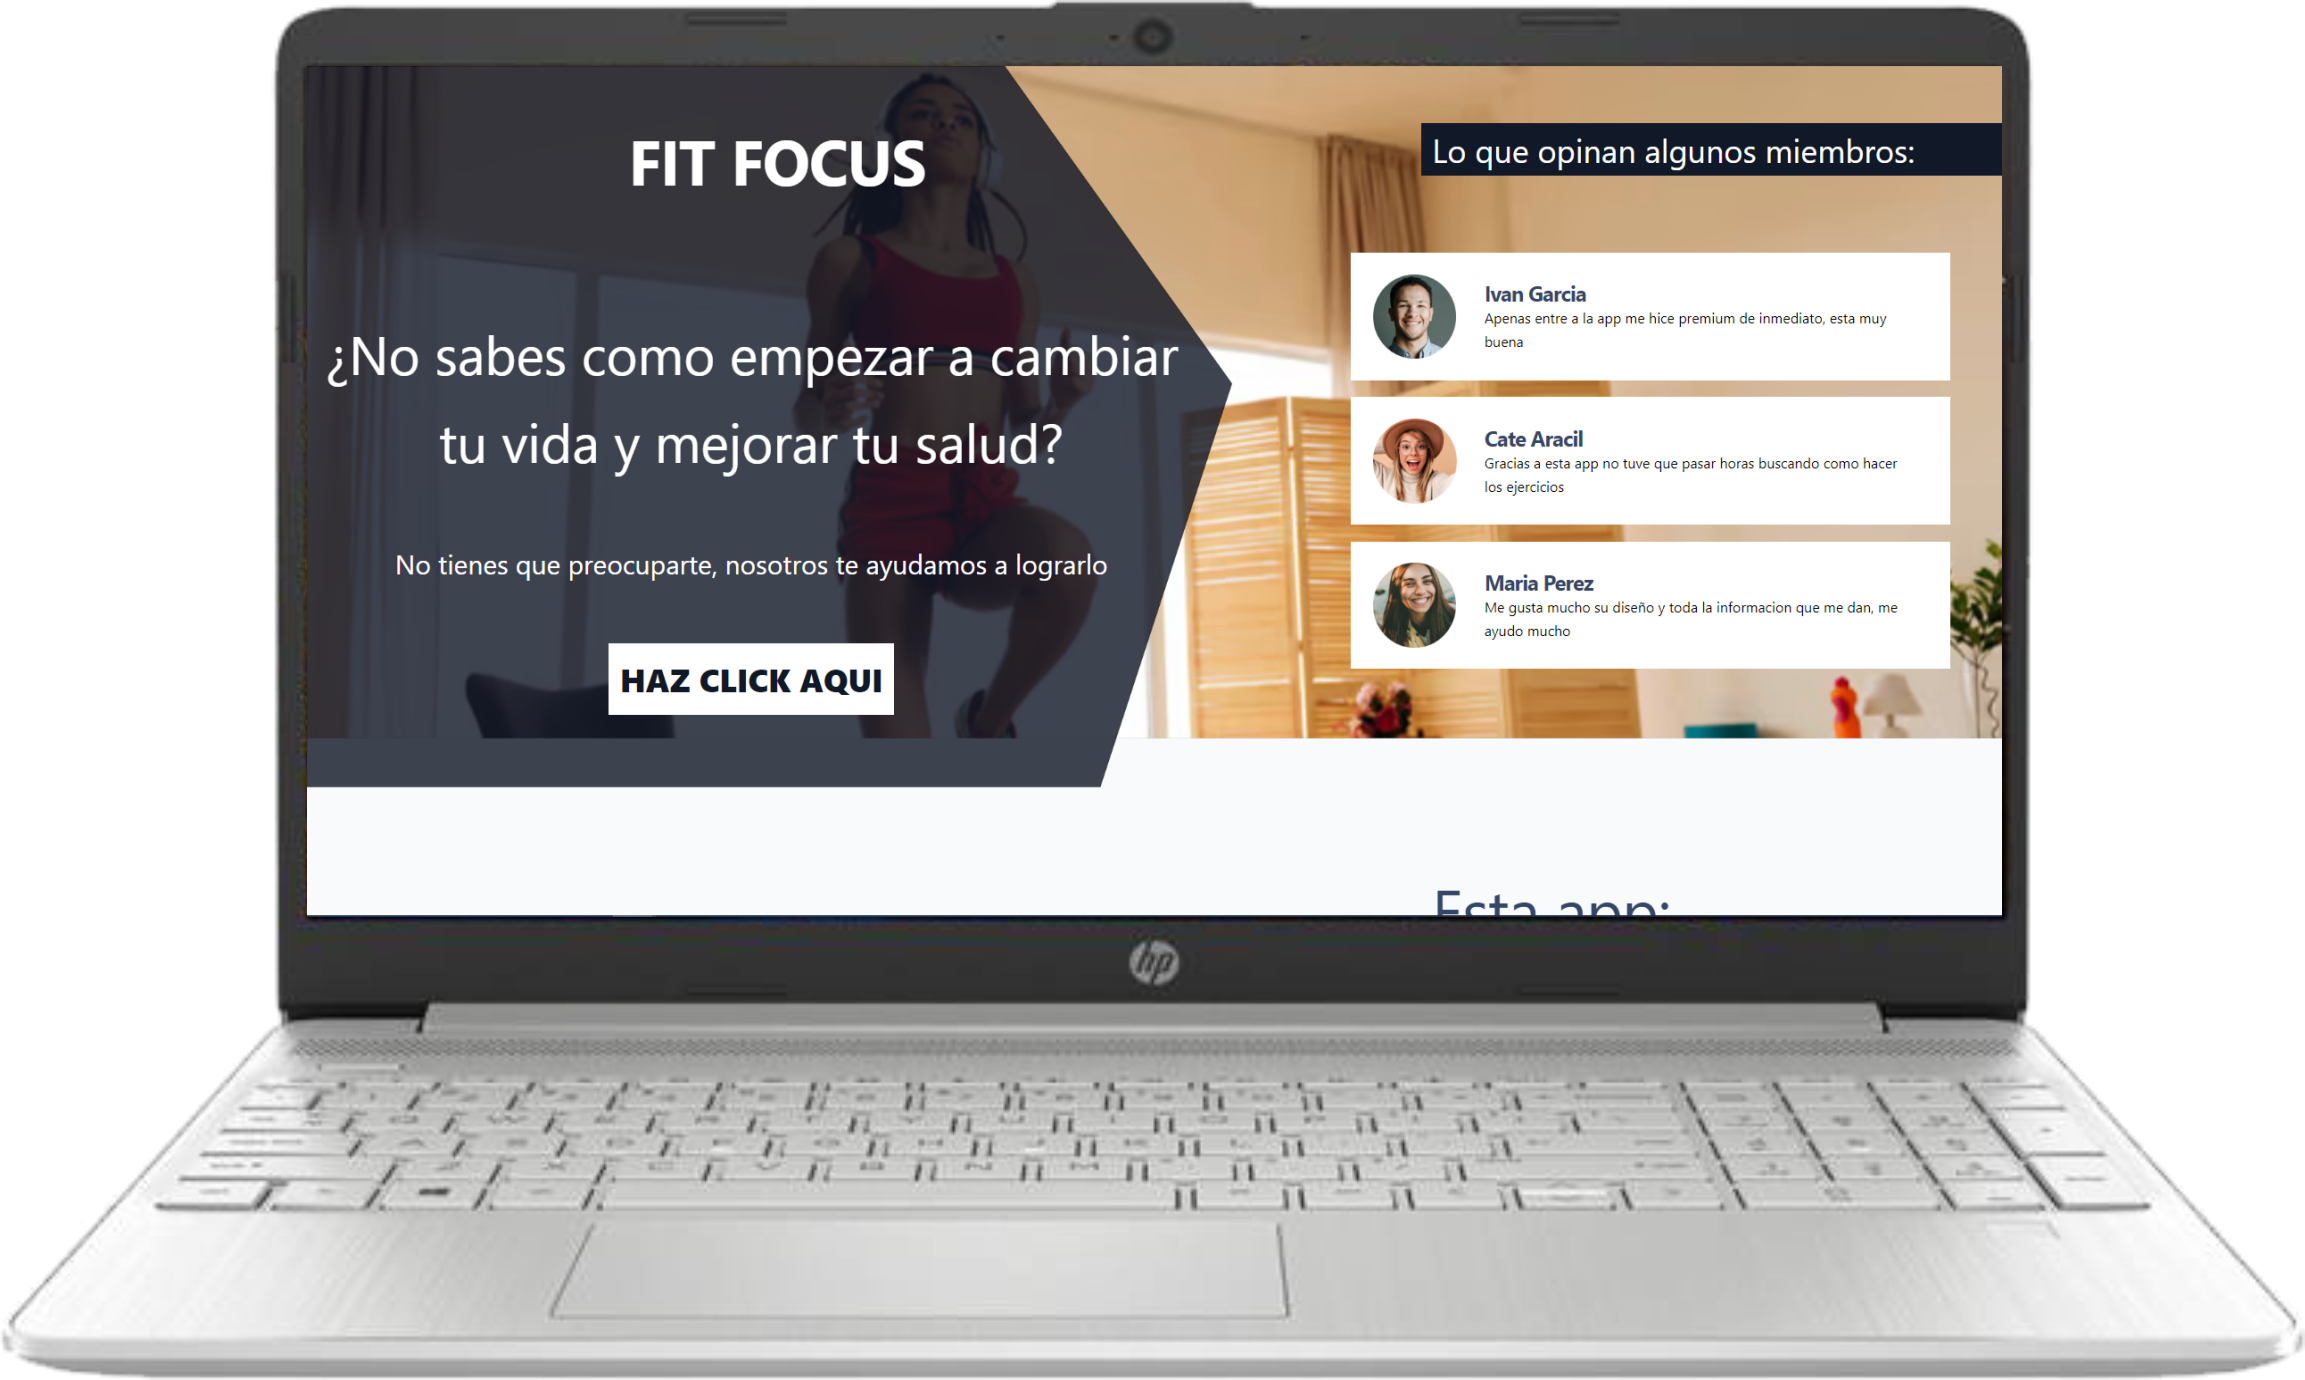 FIT FOCUS
¿No sabes como empezar a cambiar
tu vida y mejorar tu salud?
No tienes que preocuparte, nosotros te ayudamos a lograrlo
HAZ CLICK AQUI
Lo que opinan algunos miembros:
Ivan Garcia
Apenas entre a la app me hice premium de inmediato, esta muy
buena
Cate Aracil
Gracias a esta app no tuve que pasar horas buscando como hacer
los ejercicios
Maria Perez
Me gusta mucho su diseño y toda la informacion que me dan, me
ayudo mucho
Esta app:
hp